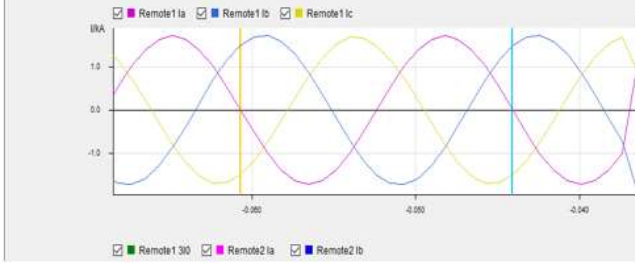 Remote1 Ia Remote1 Ib Remote1 Ic
I/kA
1.0
0.0
-1.0
-0.060 -0.050 -0.040
Remote1 3I0 Remote2 Ia Remote2 Ib